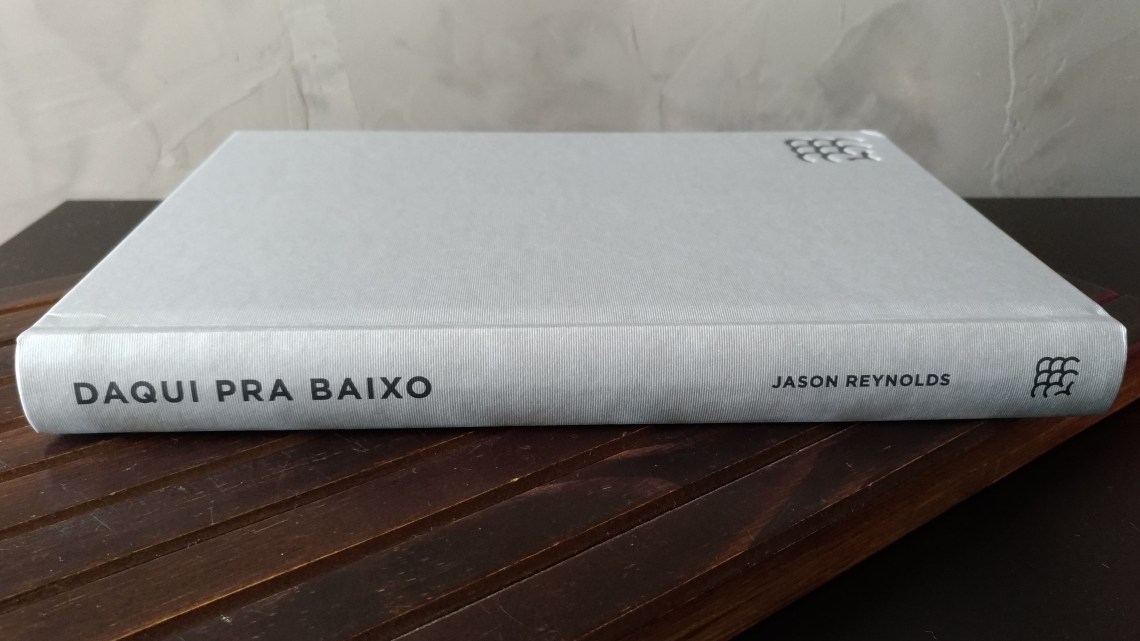 DAQUI PRA BAIXO
JASON REYNOLDS